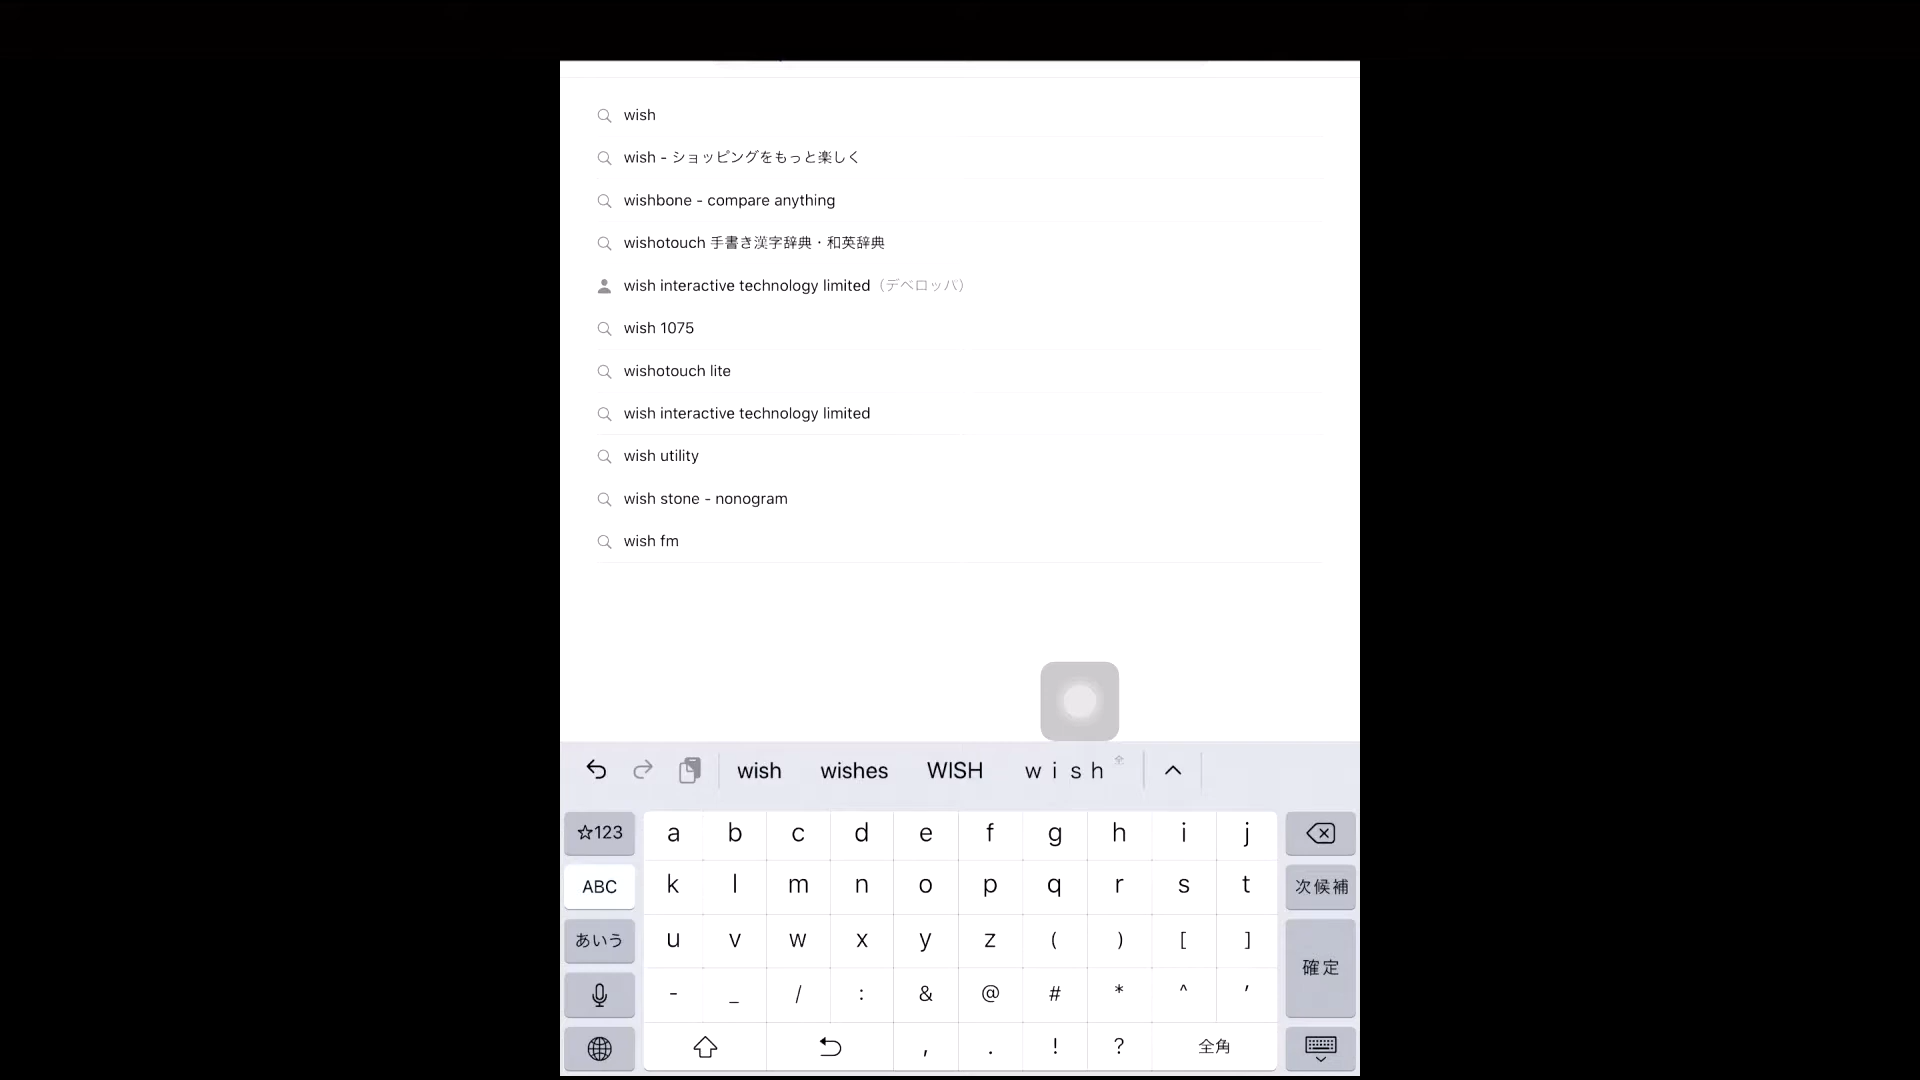 wish
wish - ショッピングをもっと楽しく
wishbone - compare anything
wishotouch 手書き漢字辞典・和英辞典
wish interactive technology limited（デベロッパ）
wish 1075
wishotouch lite
wish interactive technology limited
wish utility
wish stone - nonogram
wish fm
wish wishes WISH ｗｉｓｈ 全
☆123 a b c d e f g h i j
ABC k l m n o p q r s t 次候補
あいう u v w x y z ( ) [ ] 確定
- _ / : & @ # * ^ ′
, . ! ? 全角